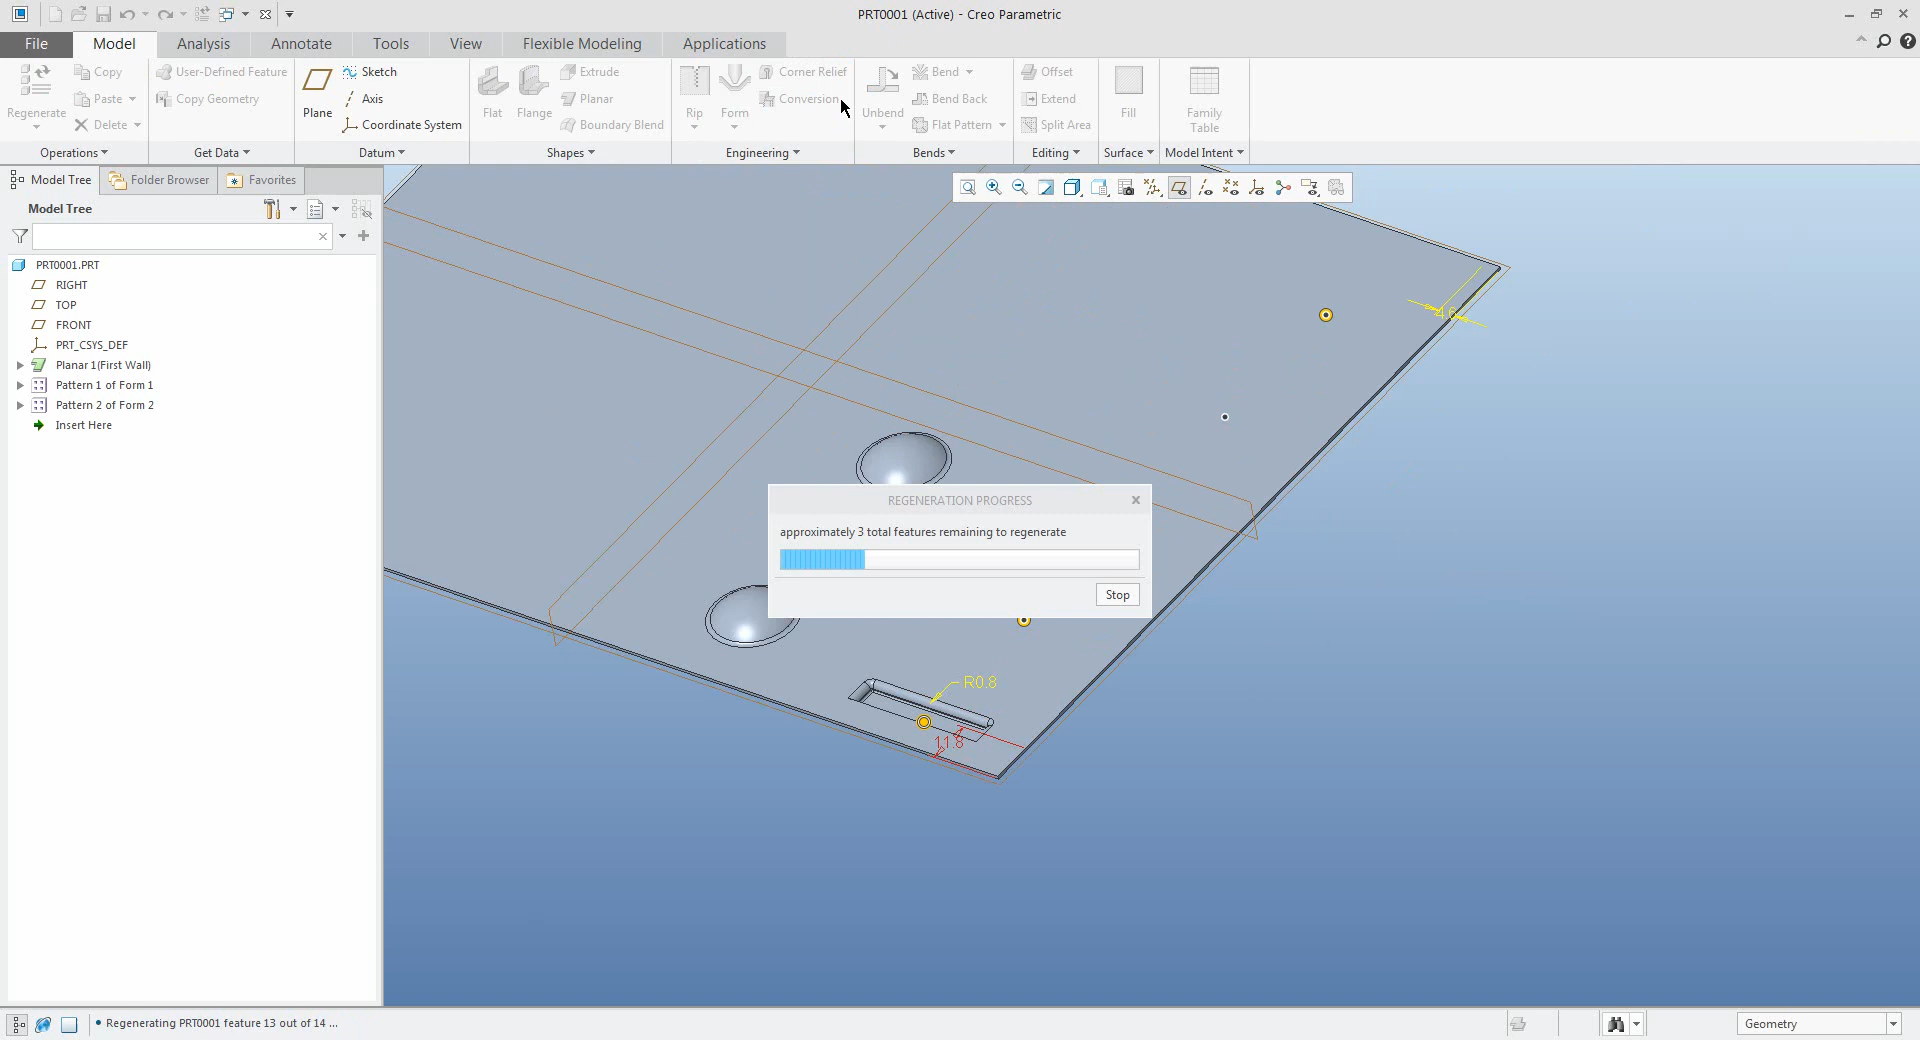 PRT0001 (Active) - Creo Parametric
File Model Analysis Annotate Tools View Flexible Modeling Applications
Regenerate
Copy
Paste
Delete
Operations
User-Defined Feature
Copy Geometry
Get Data
Plane
Sketch
Axis
Coordinate System
Datum
Flat
Flange
Extrude
Planar
Boundary Blend
Shapes
Rip
Form
Corner Relief
Conversion
Engineering
Unbend
Bend
Bend Back
Flat Pattern
Bends
Offset
Extend
Split Area
Editing
Fill
Surface
Family
Table
Model Intent
Model Tree Folder Browser Favorites
Model Tree
PRT0001.PRT
RIGHT
TOP
FRONT
PRT_CSYS_DEF
Planar 1(First Wall)
Pattern 1 of Form 1
Pattern 2 of Form 2
Insert Here
4.6
REGENERATION PROGRESS
approximately 3 total features remaining to regenerate
Stop
R0.8
11.8
Regenerating PRT0001 feature 13 out of 14 ...
Geometry